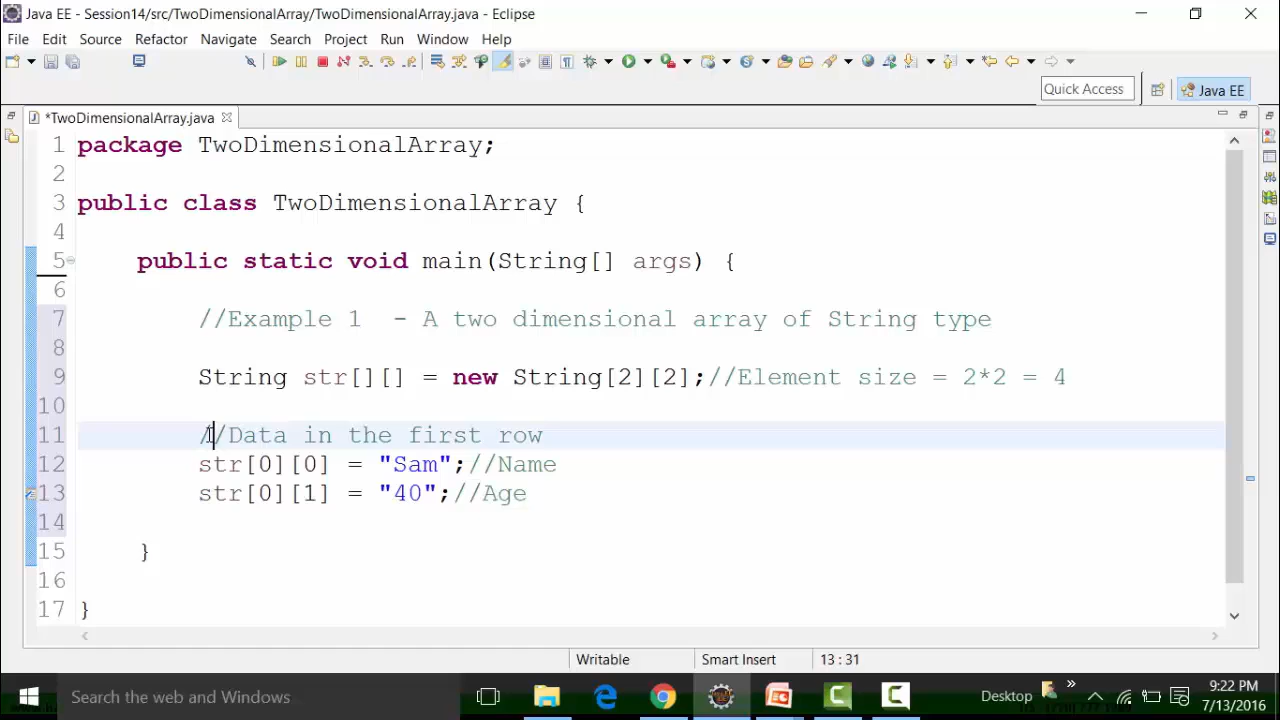 Java EE - Session14/src/TwoDimensionalArray/TwoDimensionalArray.java - Eclipse
File Edit Source Refactor Navigate Search Project Run Window Help
Quick Access Java EE
*TwoDimensionalArray.java
1 package TwoDimensionalArray;
2
3 public class TwoDimensionalArray {
4
5 public static void main(String[] args) {
6
7 //Example 1  - A two dimensional array of String type
8
9 String str[][] = new String[2][2];//Element size = 2*2 = 4
10
11 //Data in the first row
12 str[0][0] = "Sam";//Name
13 str[0][1] = "40";//Age
14
15 }
16
17 }
Writable Smart Insert 13 : 31
Search the web and Windows Desktop 9:22 PM
7/13/2016